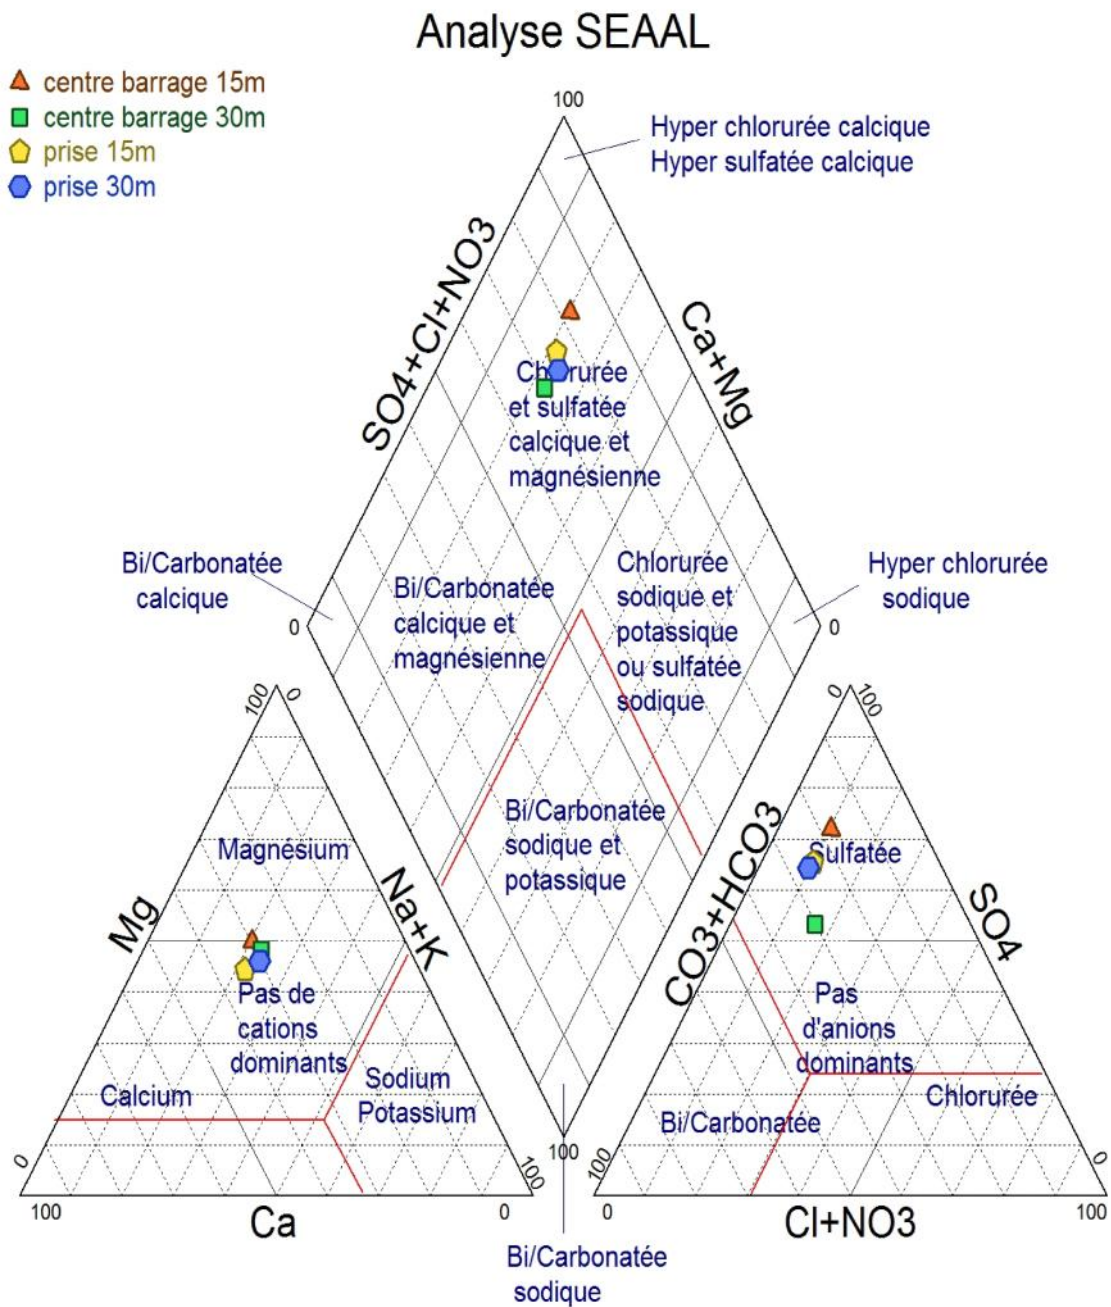 Analyse SEAAL
centre barrage 15m
centre barrage 30m
prise 15m
prise 30m
100
Hyper chlorurée calcique
Hyper sulfatée calcique
SO4+Cl+NO3
Ca+Mg
Chlorurée
et sulfatée
calcique et
magnésienne
Bi/Carbonatée
calcique
Bi/Carbonatée
calcique et
magnésienne
Chlorurée
sodique et
potassique
ou sulfatée
sodique
Hyper chlorurée
sodique
0
0
100
0
0
100
Magnésium
Mg
Na+K
Bi/Carbonatée
sodique et
potassique
CO3+HCO3
Sulfatée
SO4
Pas de
cations
dominants
Pas
d'anions
dominants
Calcium
Sodium
Potassium
Bi/Carbonatée
Chlorurée
0
100
100
100
0
100
Ca
0
0
Cl+NO3
100
Bi/Carbonatée
sodique